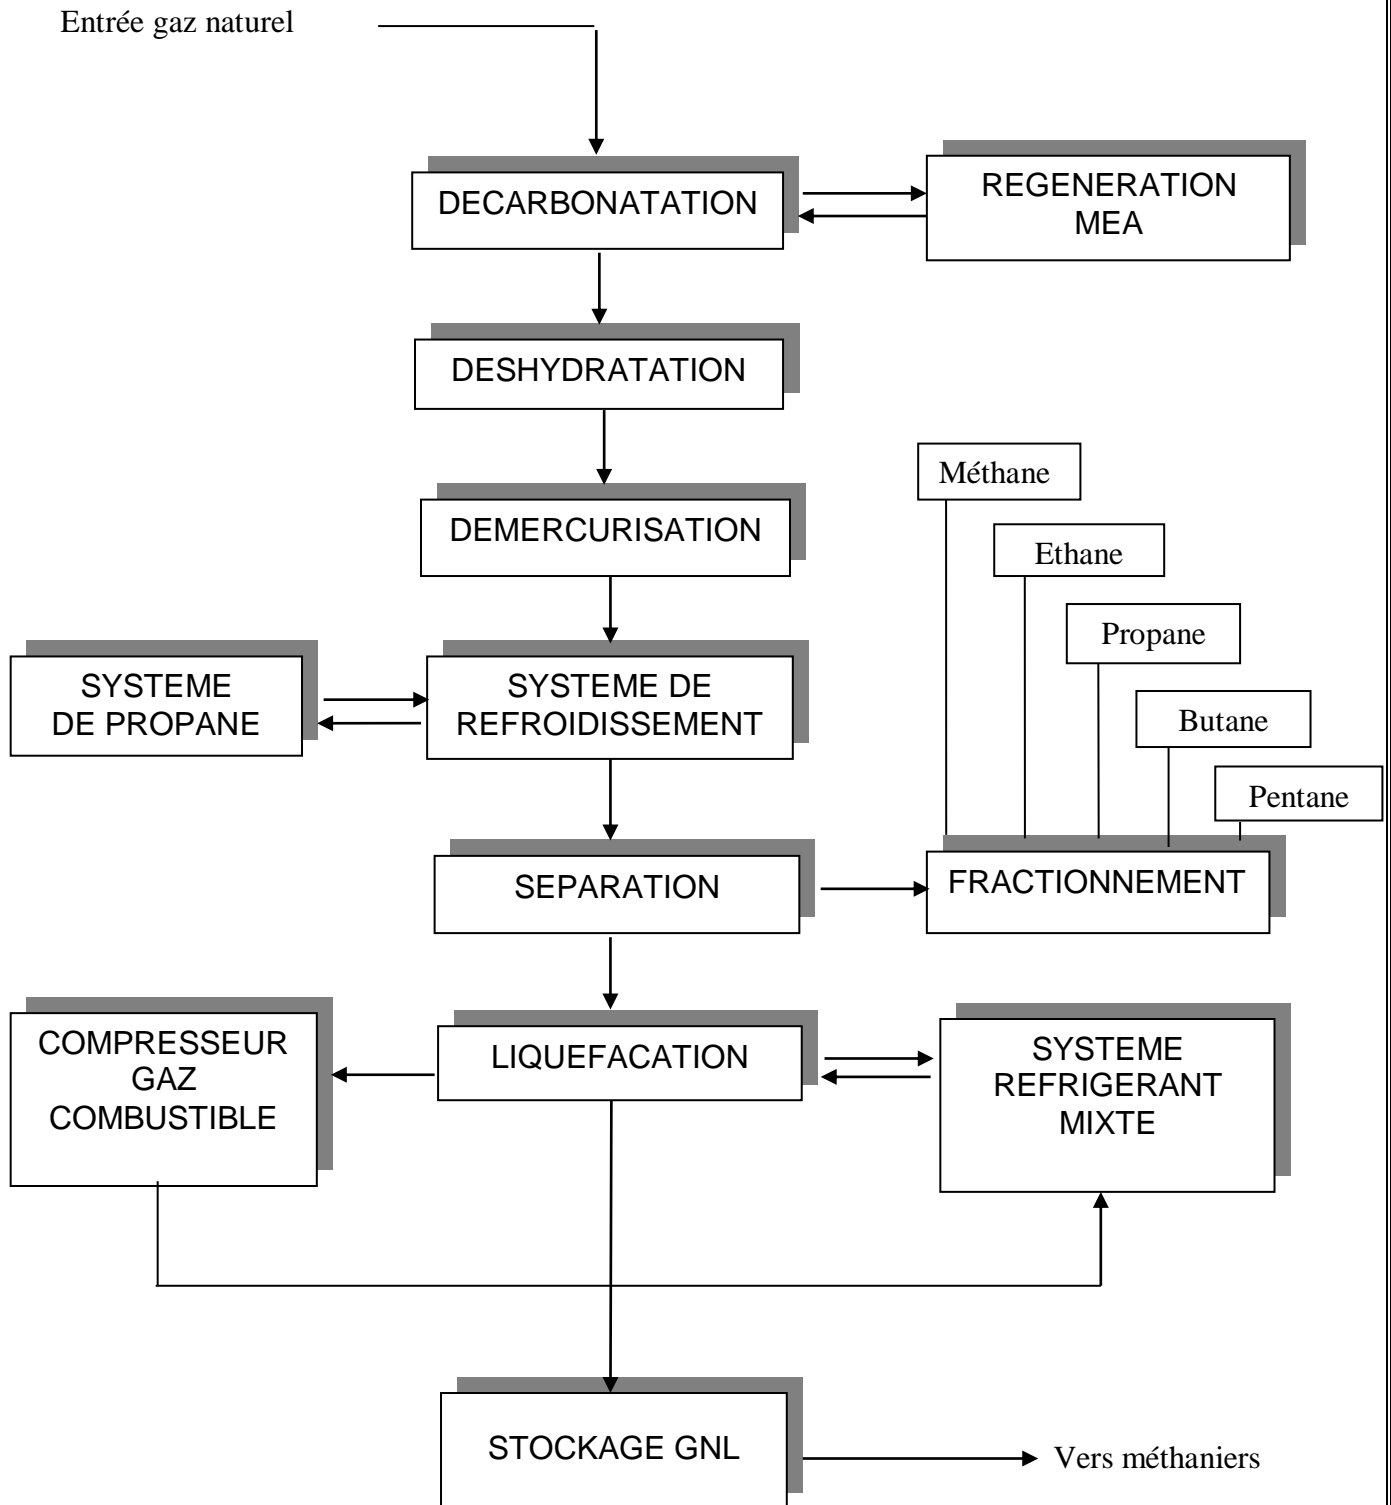 Entrée gaz naturel
DECARBONATATION
REGENERATION
MEA
DESHYDRATATION
Méthane
DEMERCURISATION
Ethane
Propane
SYSTEME
DE PROPANE
SYSTEME DE
REFROIDISSEMENT
Butane
Pentane
SEPARATION
FRACTIONNEMENT
COMPRESSEUR
GAZ
COMBUSTIBLE
LIQUEFACATION
SYSTEME
REFRIGERANT
MIXTE
STOCKAGE GNL
Vers méthaniers